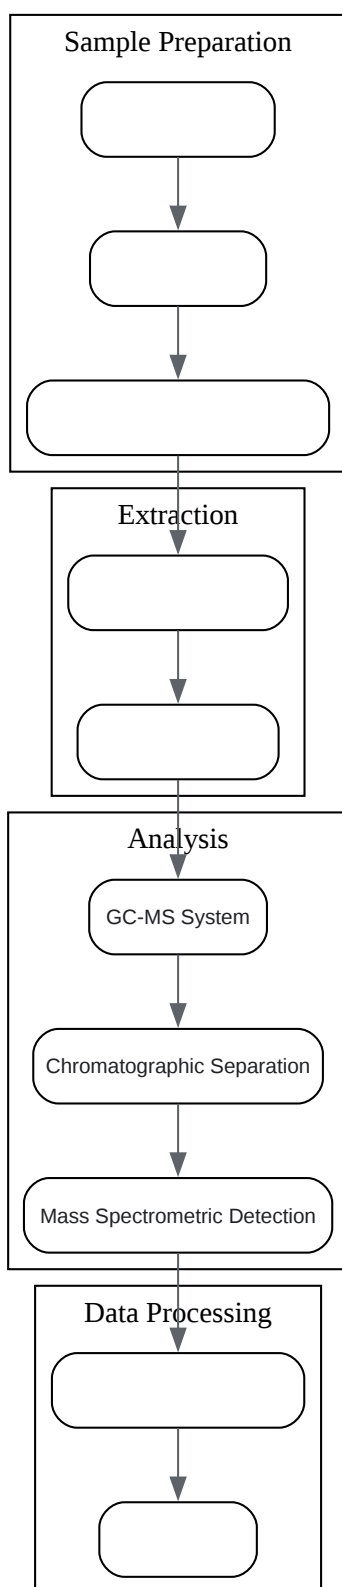 Sample Preparation
Extraction
Analysis
GC-MS System
Chromatographic Separation
Mass Spectrometric Detection
Data Processing